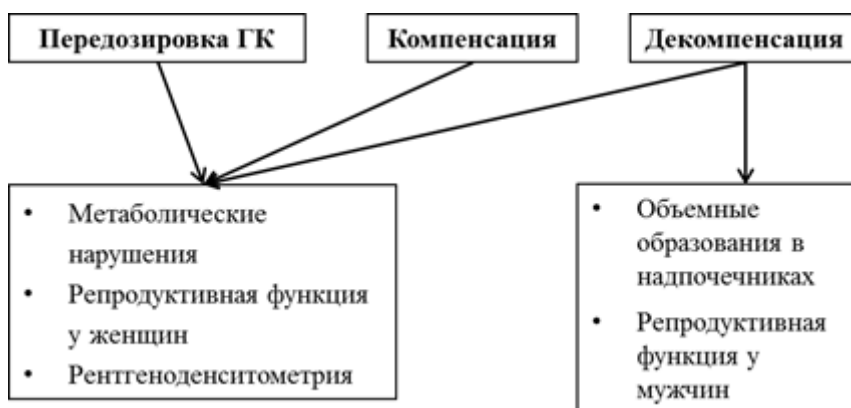 Передозировка ГК
Компенсация
Декомпенсация
• Метаболические
нарушения
• Репродуктивная функция
у женщин
• Рентгеноденситометрия
• Объемные
образования в
надпочечниках
• Репродуктивная
функция у
мужчин